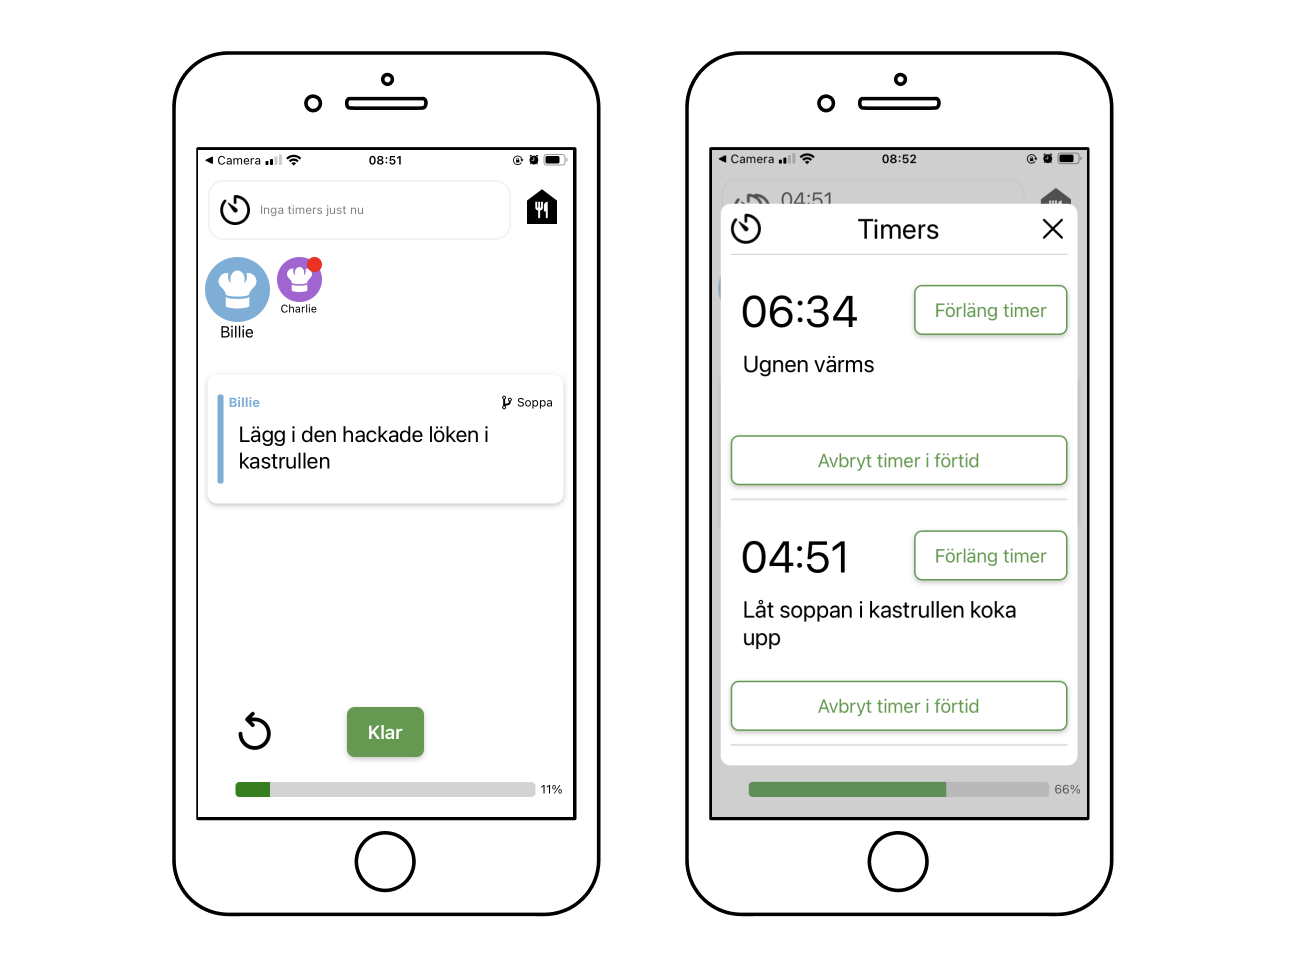 Camera
08:51
Inga timers just nu
Charlie
Billie
Billie
Soppa
Lägg i den hackade löken i
kastrullen
Klar
11%
Camera
08:52
04:51
Timers
06:34
Förläng timer
Ugnen värms
Avbryt timer i förtid
04:51
Förläng timer
Låt soppan i kastrullen koka
upp
Avbryt timer i förtid
66%